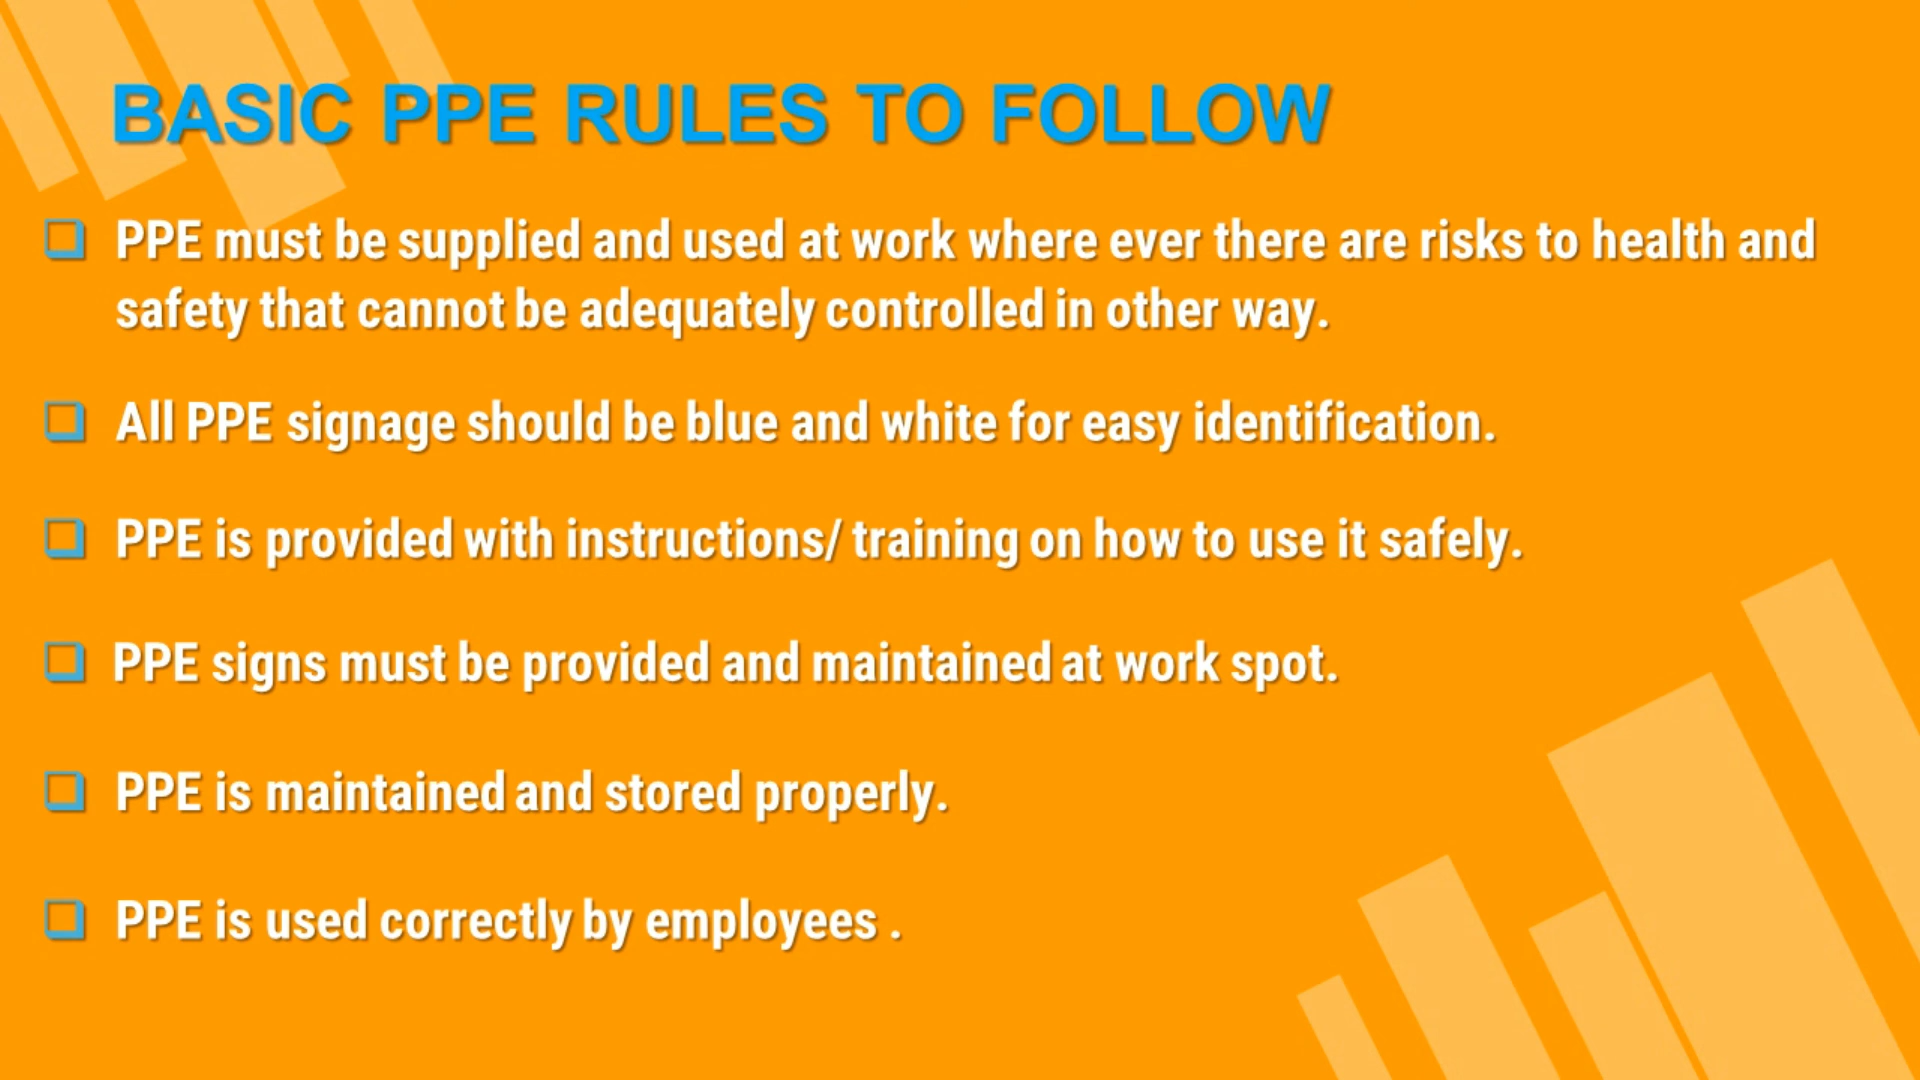 BASIC PPE RULES TO FOLLOW
PPE must be supplied and used at work where ever there are risks to health and
safety that cannot be adequately controlled in other way.
All PPE signage should be blue and white for easy identification.
PPE is provided with instructions/ training on how to use it safely.
PPE signs must be provided and maintained at work spot.
PPE is maintained and stored properly.
PPE is used correctly by employees .